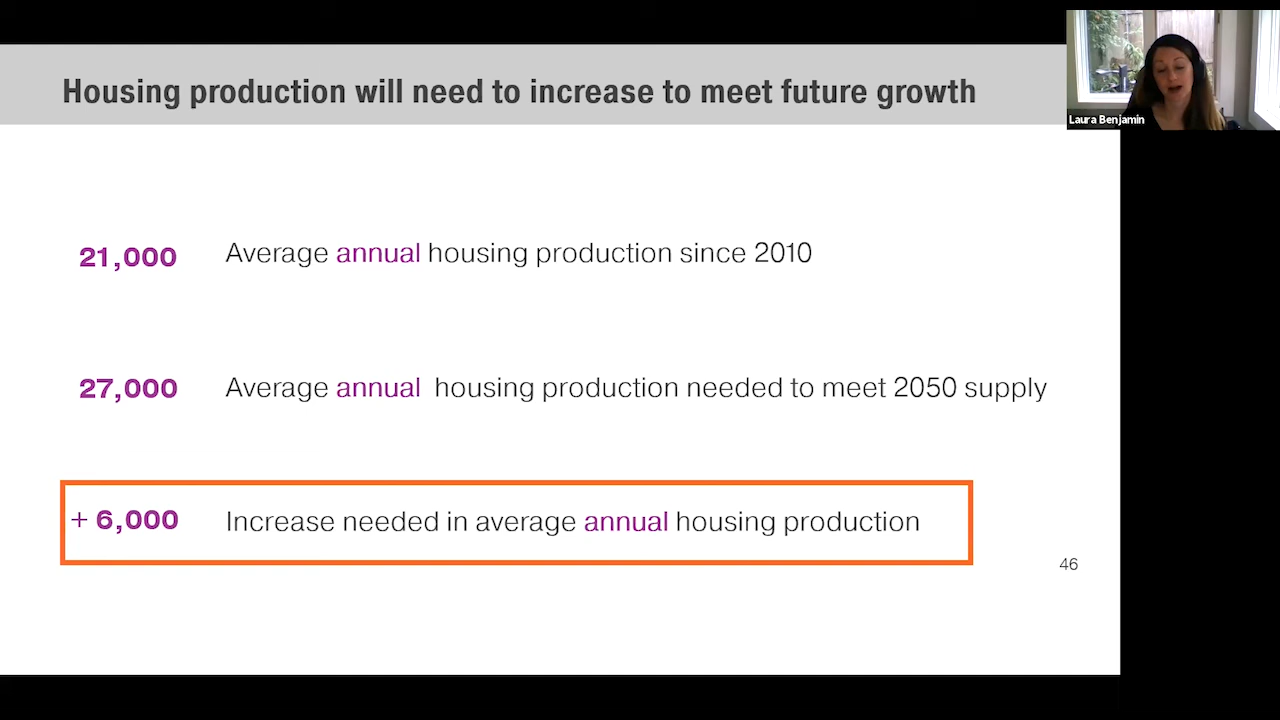 Housing production will need to increase to meet future growth
Laura Benjamin
21,000 Average annual housing production since 2010
27,000 Average annual housing production needed to meet 2050 supply
+ 6,000 Increase needed in average annual housing production
46